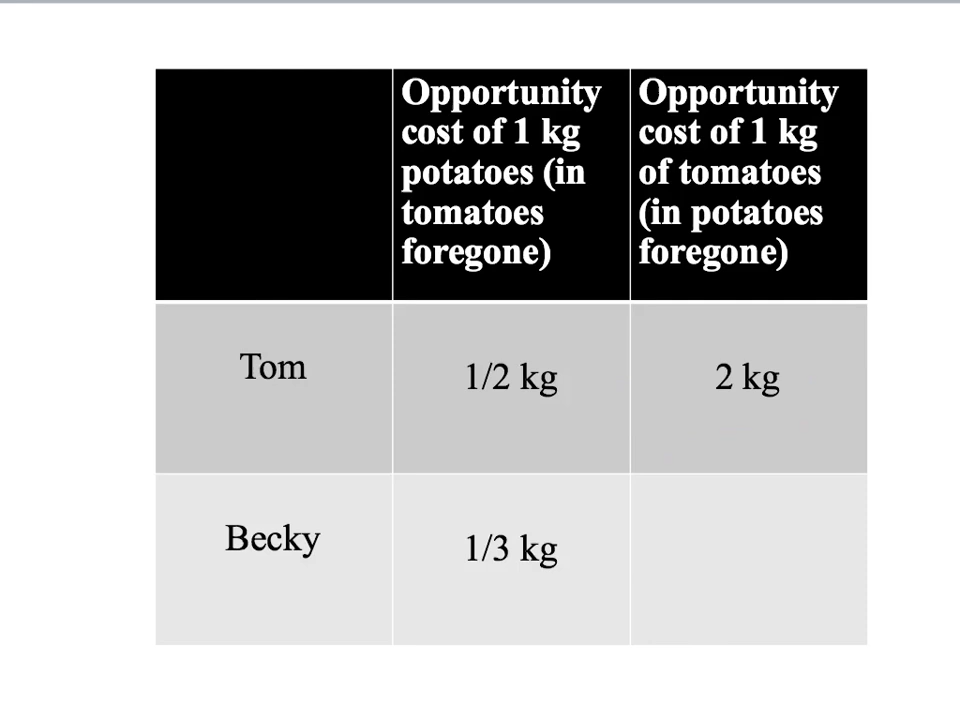 Opportunity
cost of 1 kg
potatoes (in
tomatoes
foregone)
Opportunity
cost of 1 kg
of tomatoes
(in potatoes
foregone)
Tom
1/2 kg
2 kg
Becky
1/3 kg